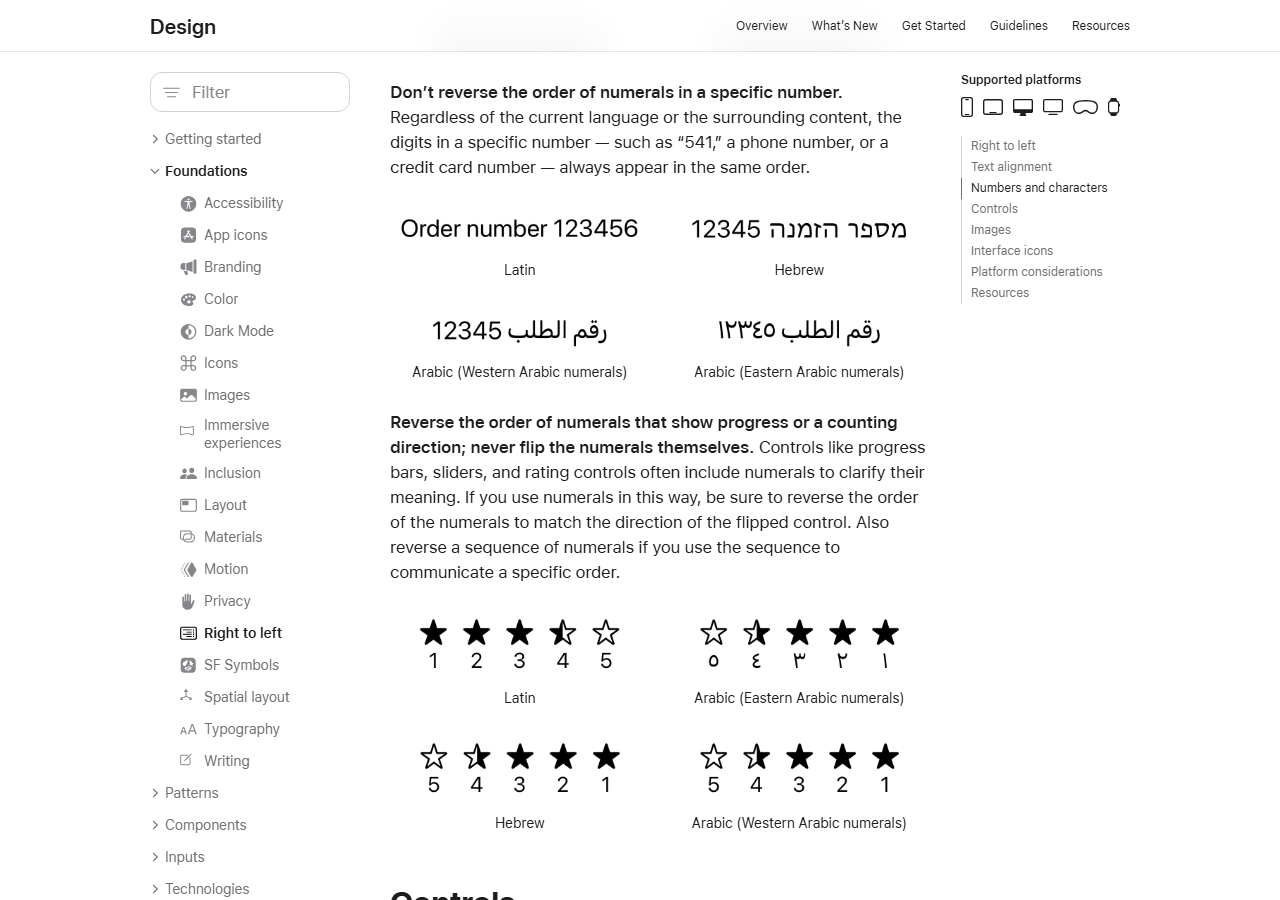 Design
Overview
What's New
Get Started
Guidelines
Resources
Filter
Getting started
Foundations
Accessibility
App icons
Branding
Color
Dark Mode
Icons
Images
Immersive
experiences
Inclusion
Layout
Materials
Motion
Privacy
Right to left
SF Symbols
Spatial layout
Typography
Writing
Patterns
Components
Inputs
Technologies
Don’t reverse the order of numerals in a specific number.
Regardless of the current language or the surrounding content, the
digits in a specific number — such as “541,” a phone number, or a
credit card number — always appear in the same order.
Order number 123456
Latin
מספר הזמנה 12345
Hebrew
رقم الطلب 12345
Arabic (Western Arabic numerals)
رقم الطلب ١٢٣٤٥
Arabic (Eastern Arabic numerals)
Reverse the order of numerals that show progress or a counting
direction; never flip the numerals themselves. Controls like progress
bars, sliders, and rating controls often include numerals to clarify their
meaning. If you use numerals in this way, be sure to reverse the order
of the numerals to match the direction of the flipped control. Also
reverse a sequence of numerals if you use the sequence to
communicate a specific order.
1 2 3 4 5
Latin
٥ ٤ ٣ ٢ ١
Arabic (Eastern Arabic numerals)
5 4 3 2 1
Hebrew
5 4 3 2 1
Arabic (Western Arabic numerals)
Controls
Supported platforms
Right to left
Text alignment
Numbers and characters
Controls
Images
Interface icons
Platform considerations
Resources